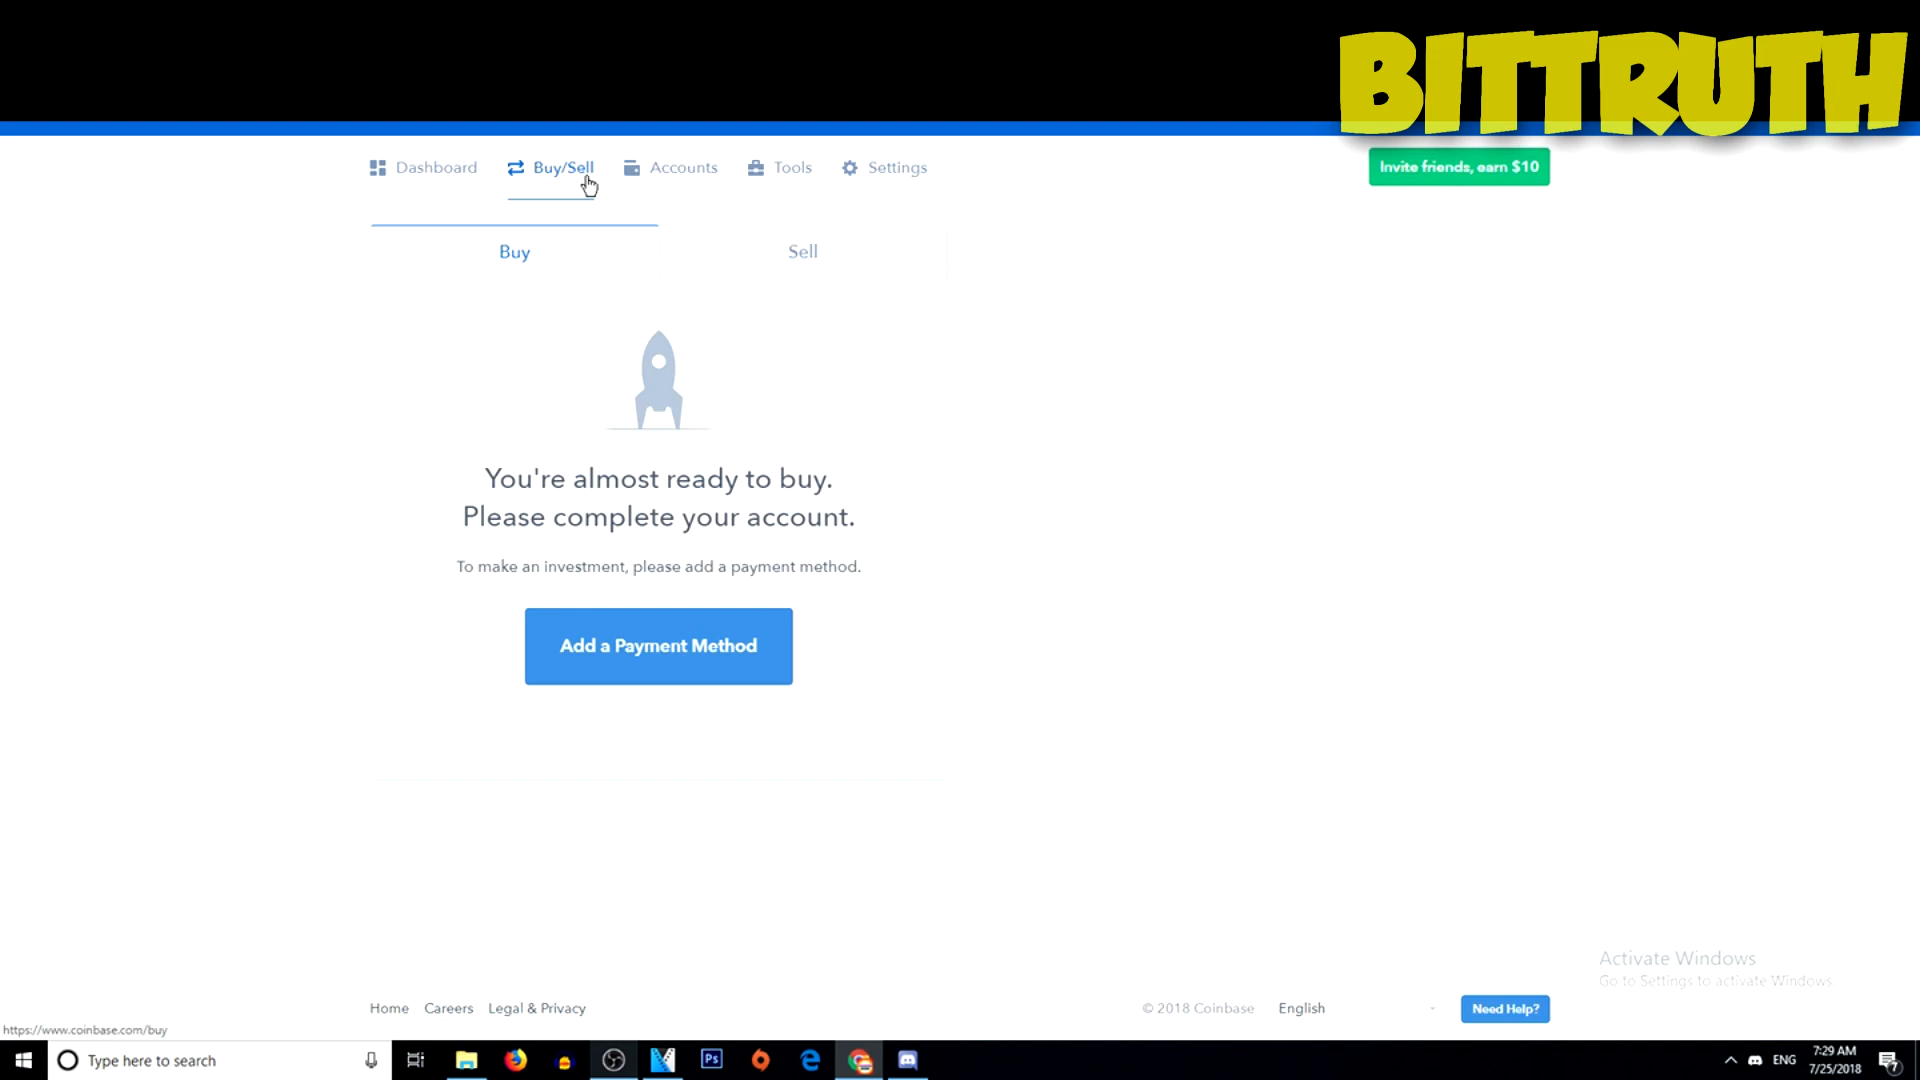 BITTRUTH
Dashboard
Buy/Sell
Accounts
Tools
Settings
Invite friends, earn $10
Buy
Sell
You're almost ready to buy.
Please complete your account.
To make an investment, please add a payment method.
Add a Payment Method
Activate Windows
Go to Settings to activate Windows.
Home
Careers
Legal & Privacy
© 2018 Coinbase
English
Need Help?
https://www.coinbase.com/buy
Type here to search
Ps
ENG
7:29 AM
7/25/2018
7